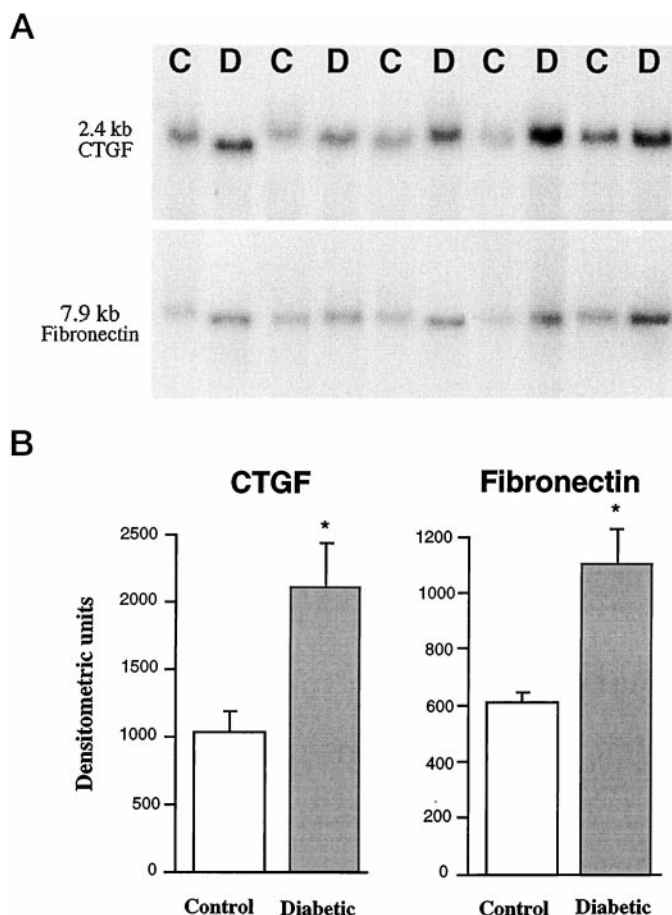 A
C D C D C D C D C D
2.4 kb
CTGF
7.9 kb
Fibronectin
B
CTGF
Fibronectin
*
*
2500
2000
1500
1000
500
0
1200
1000
800
600
400
200
0
Densitometric units
Control Diabetic
Control Diabetic